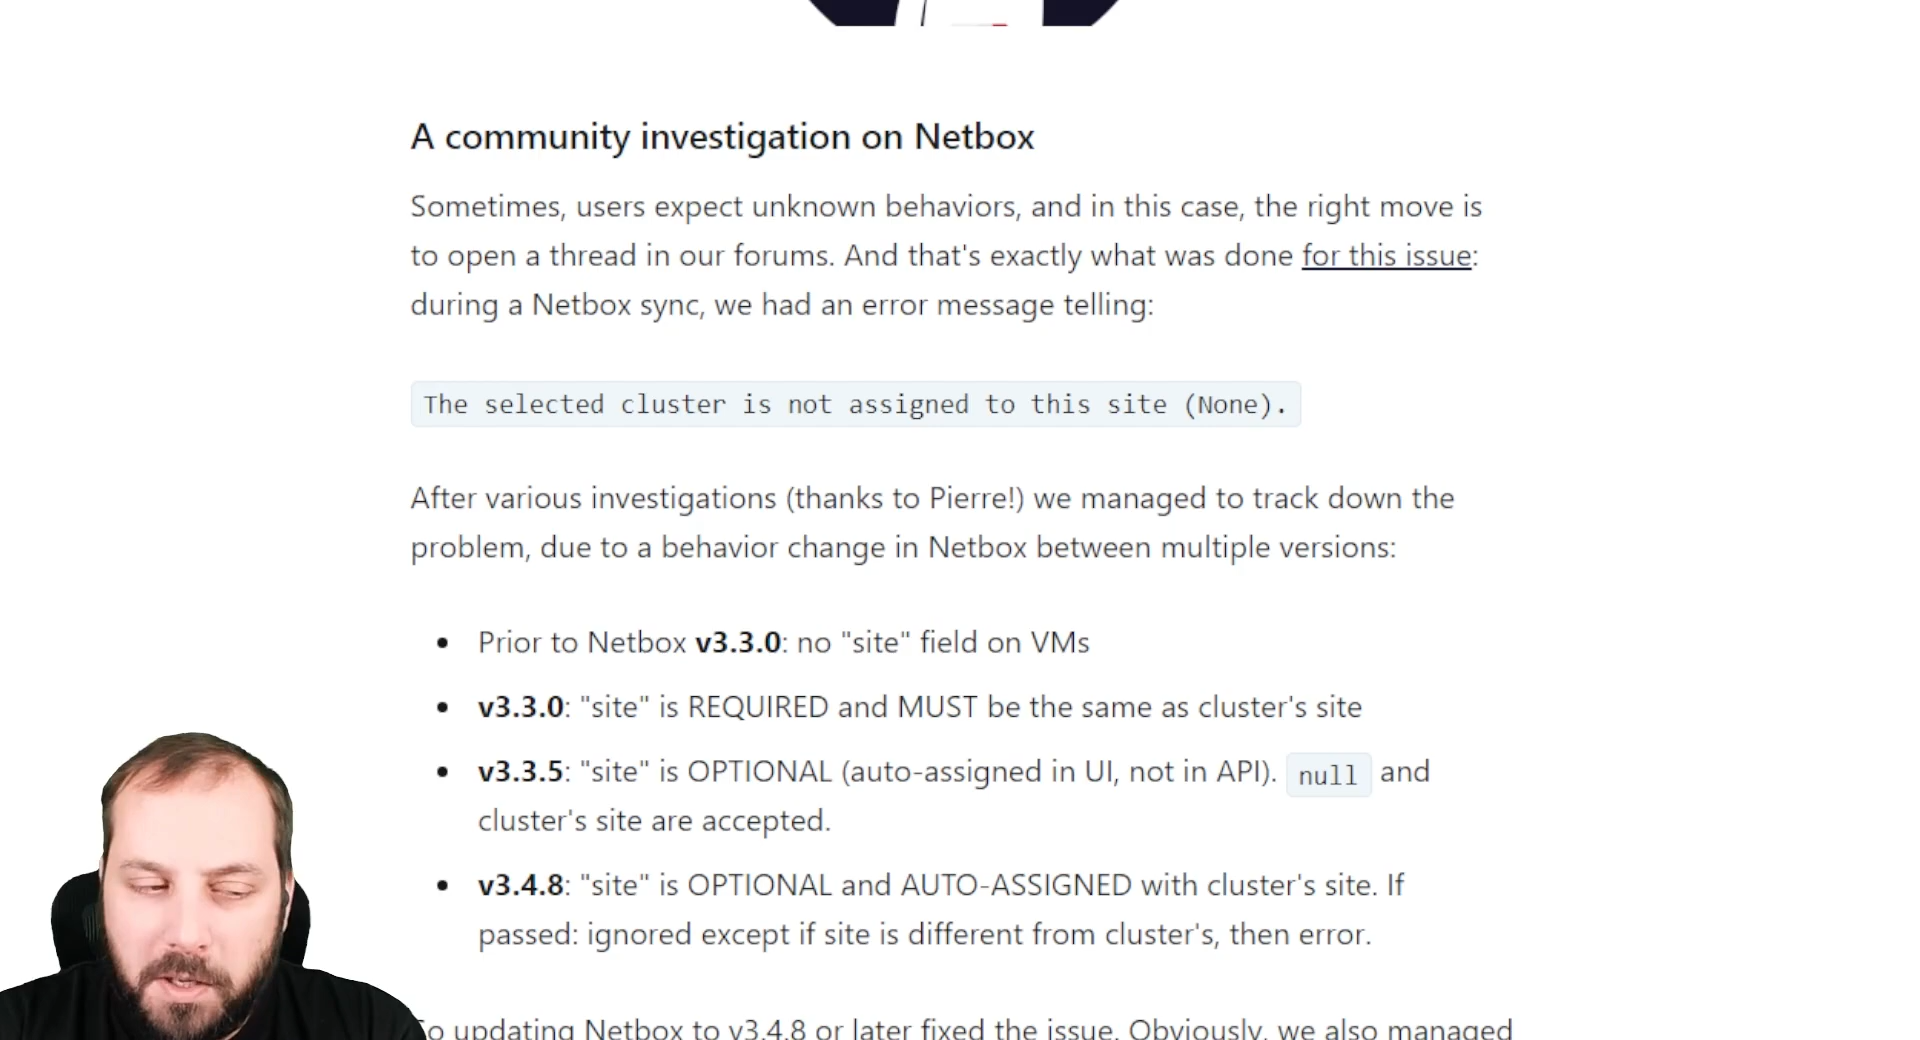 A community investigation on Netbox
Sometimes, users expect unknown behaviors, and in this case, the right move is
to open a thread in our forums. And that's exactly what was done for this issue:
during a Netbox sync, we had an error message telling:
The selected cluster is not assigned to this site (None).
After various investigations (thanks to Pierre!) we managed to track down the
problem, due to a behavior change in Netbox between multiple versions:
• Prior to Netbox v3.3.0: no "site" field on VMs
• v3.3.0: "site" is REQUIRED and MUST be the same as cluster's site
• v3.3.5: "site" is OPTIONAL (auto-assigned in UI, not in API). null and
cluster's site are accepted.
• v3.4.8: "site" is OPTIONAL and AUTO-ASSIGNED with cluster's site. If
passed: ignored except if site is different from cluster's, then error.
So updating Netbox to v3.4.8 or later fixed the issue. Obviously, we also managed